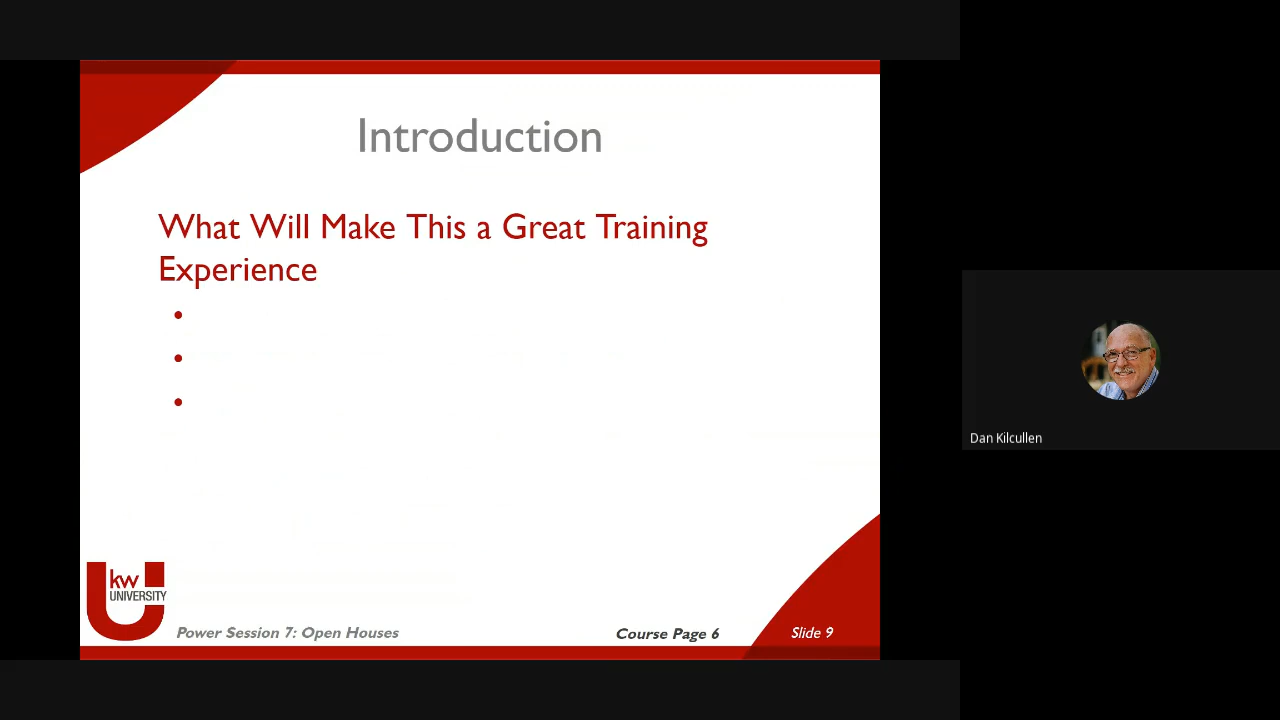 Introduction
What Will Make This a Great Training
Experience
•
•
•
kw
UNIVERSITY
Power Session 7: Open Houses
Course Page 6
Slide 9
Dan Kilcullen